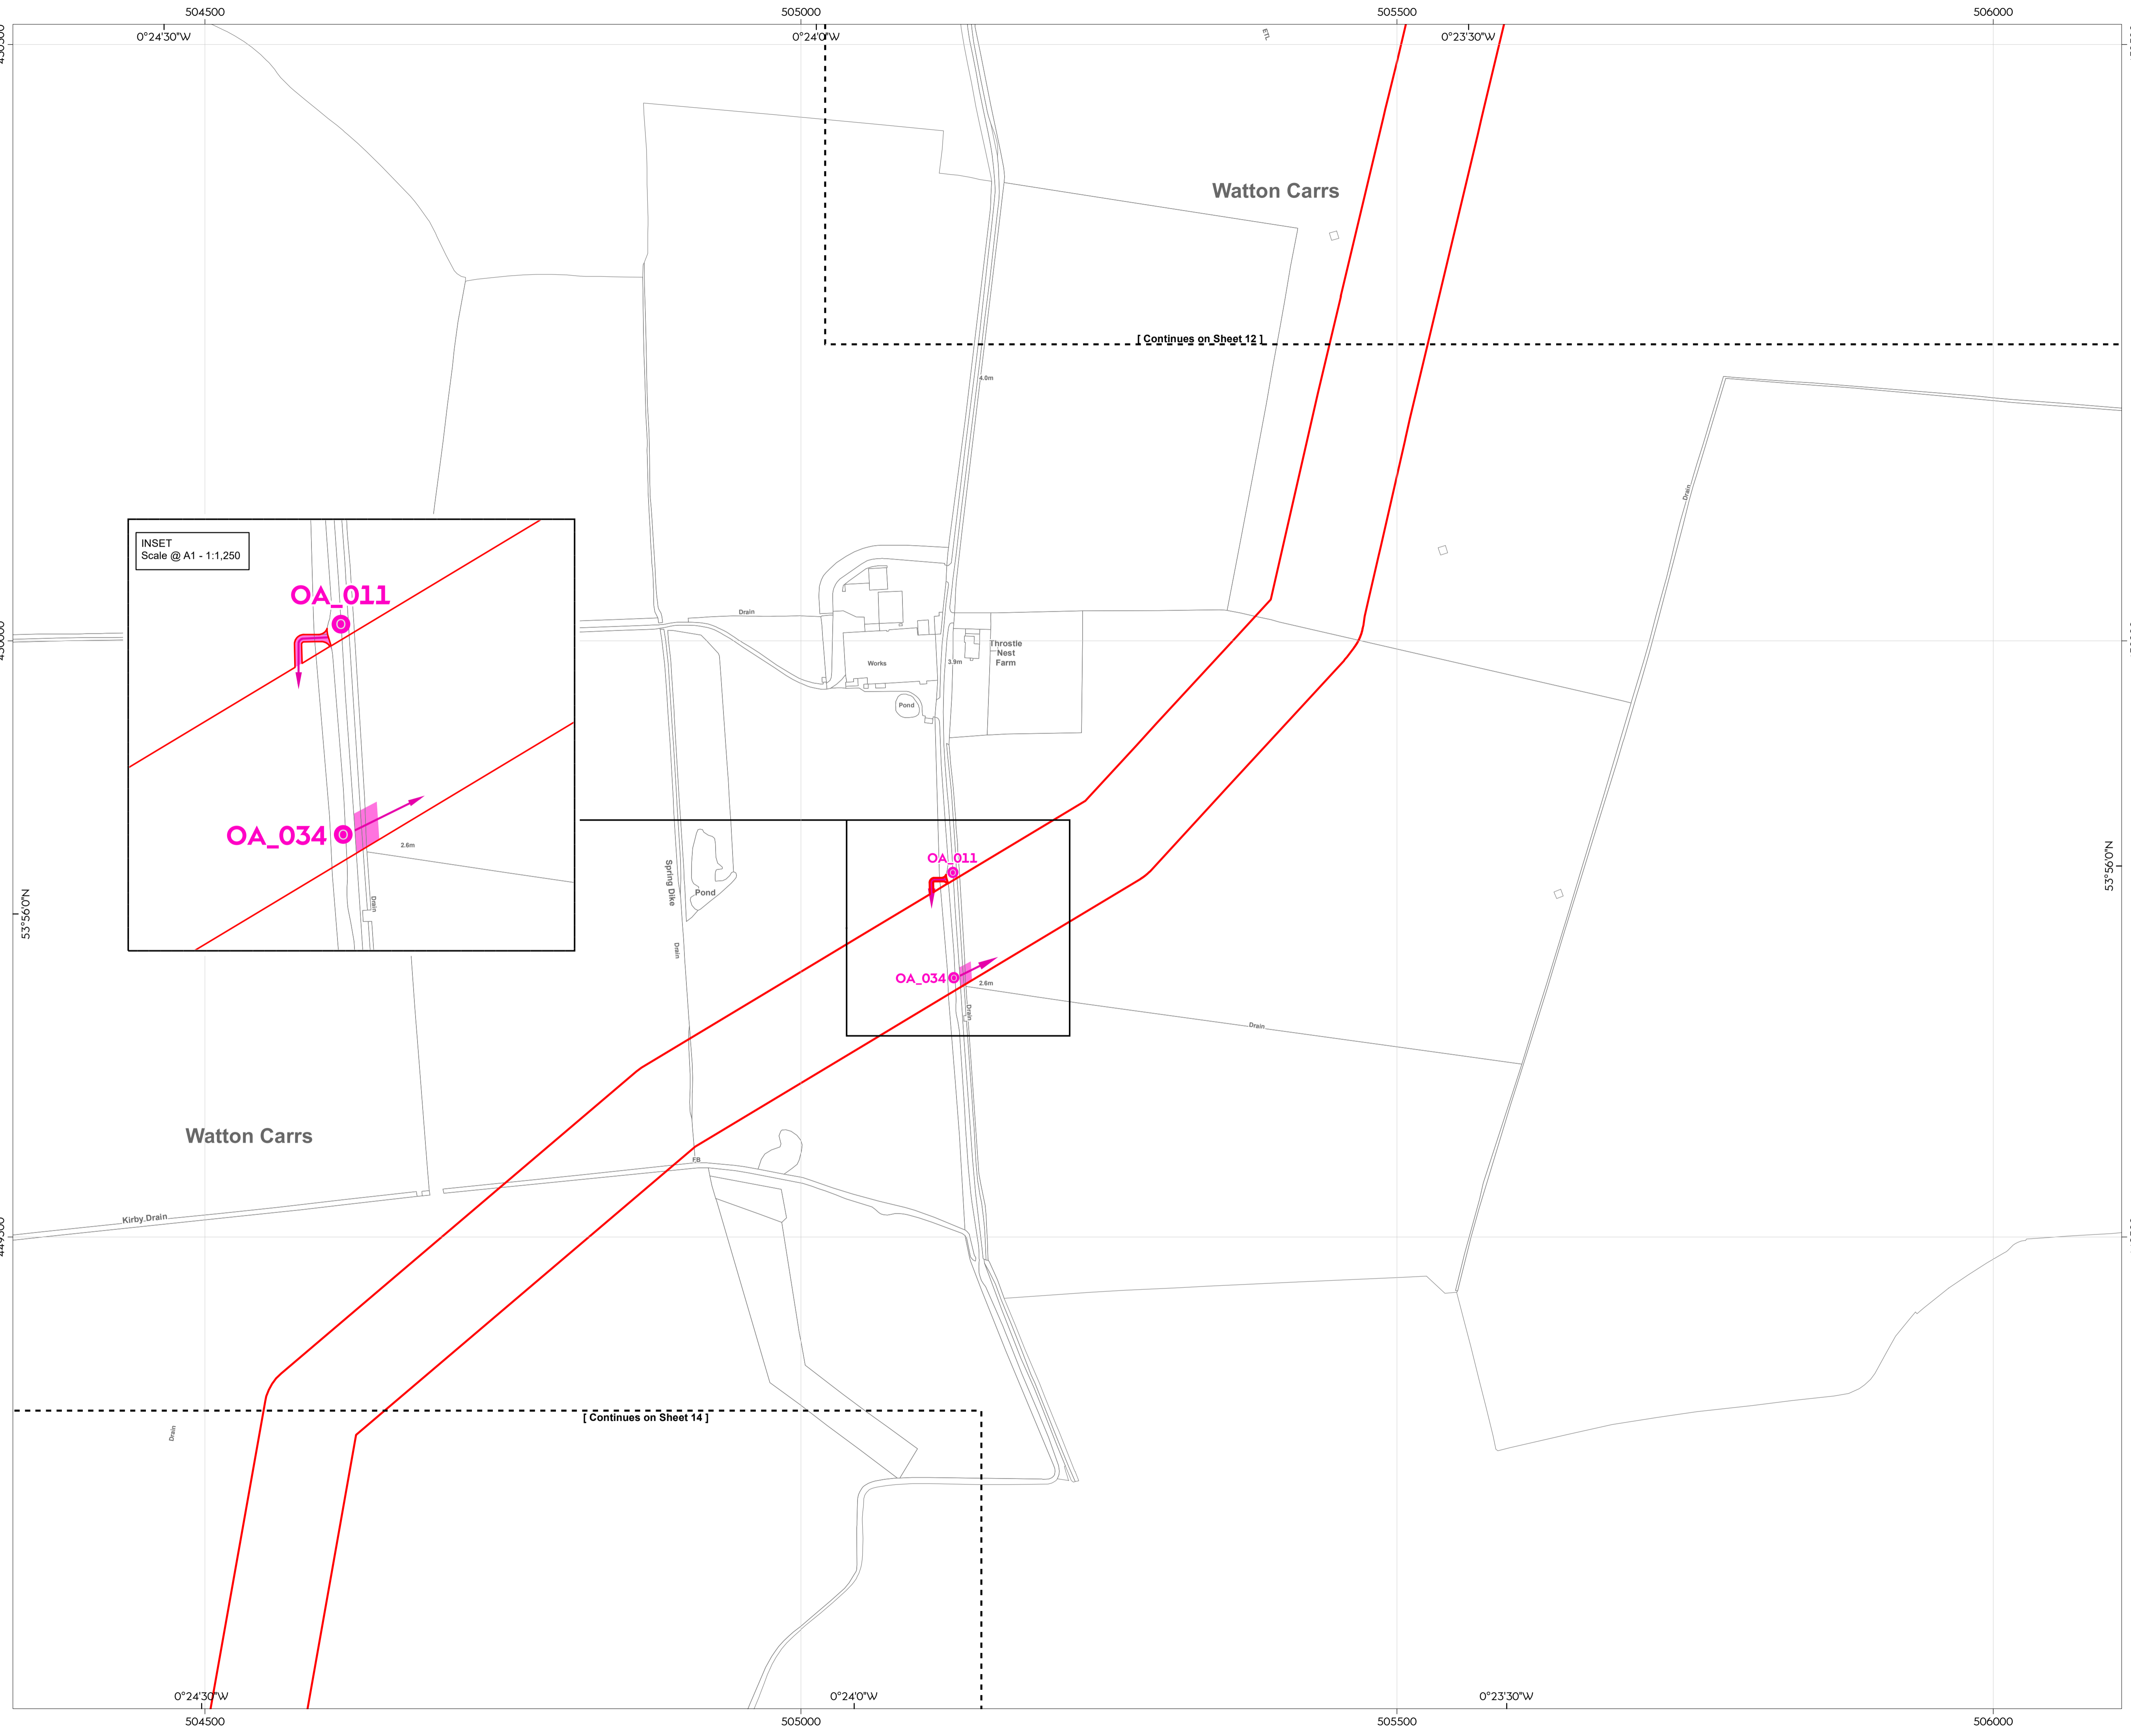 504500
505000
505500
506000
0°24'30"W
0°24'0"W
0°23'30"W
ETL
Watton Carrs
[ Continues on Sheet 12 ]
4.0m
Drain
INSET
Scale @ A1 - 1:1,250
OA_011
OA_034
2.6m
Drain
Drain
Works
3.9m
Throstle
Nest
Farm
Pond
450000
OA_011
Spring Dike
Pond
53°56'0"N
53°56'0"N
Drain
OA_034
2.6m
Drain
Drain
Watton Carrs
FB
Kirby Drain
449500
[ Continues on Sheet 14 ]
Drain
0°24'30"W
0°24'0"W
0°23'30"W
504500
505000
505500
506000